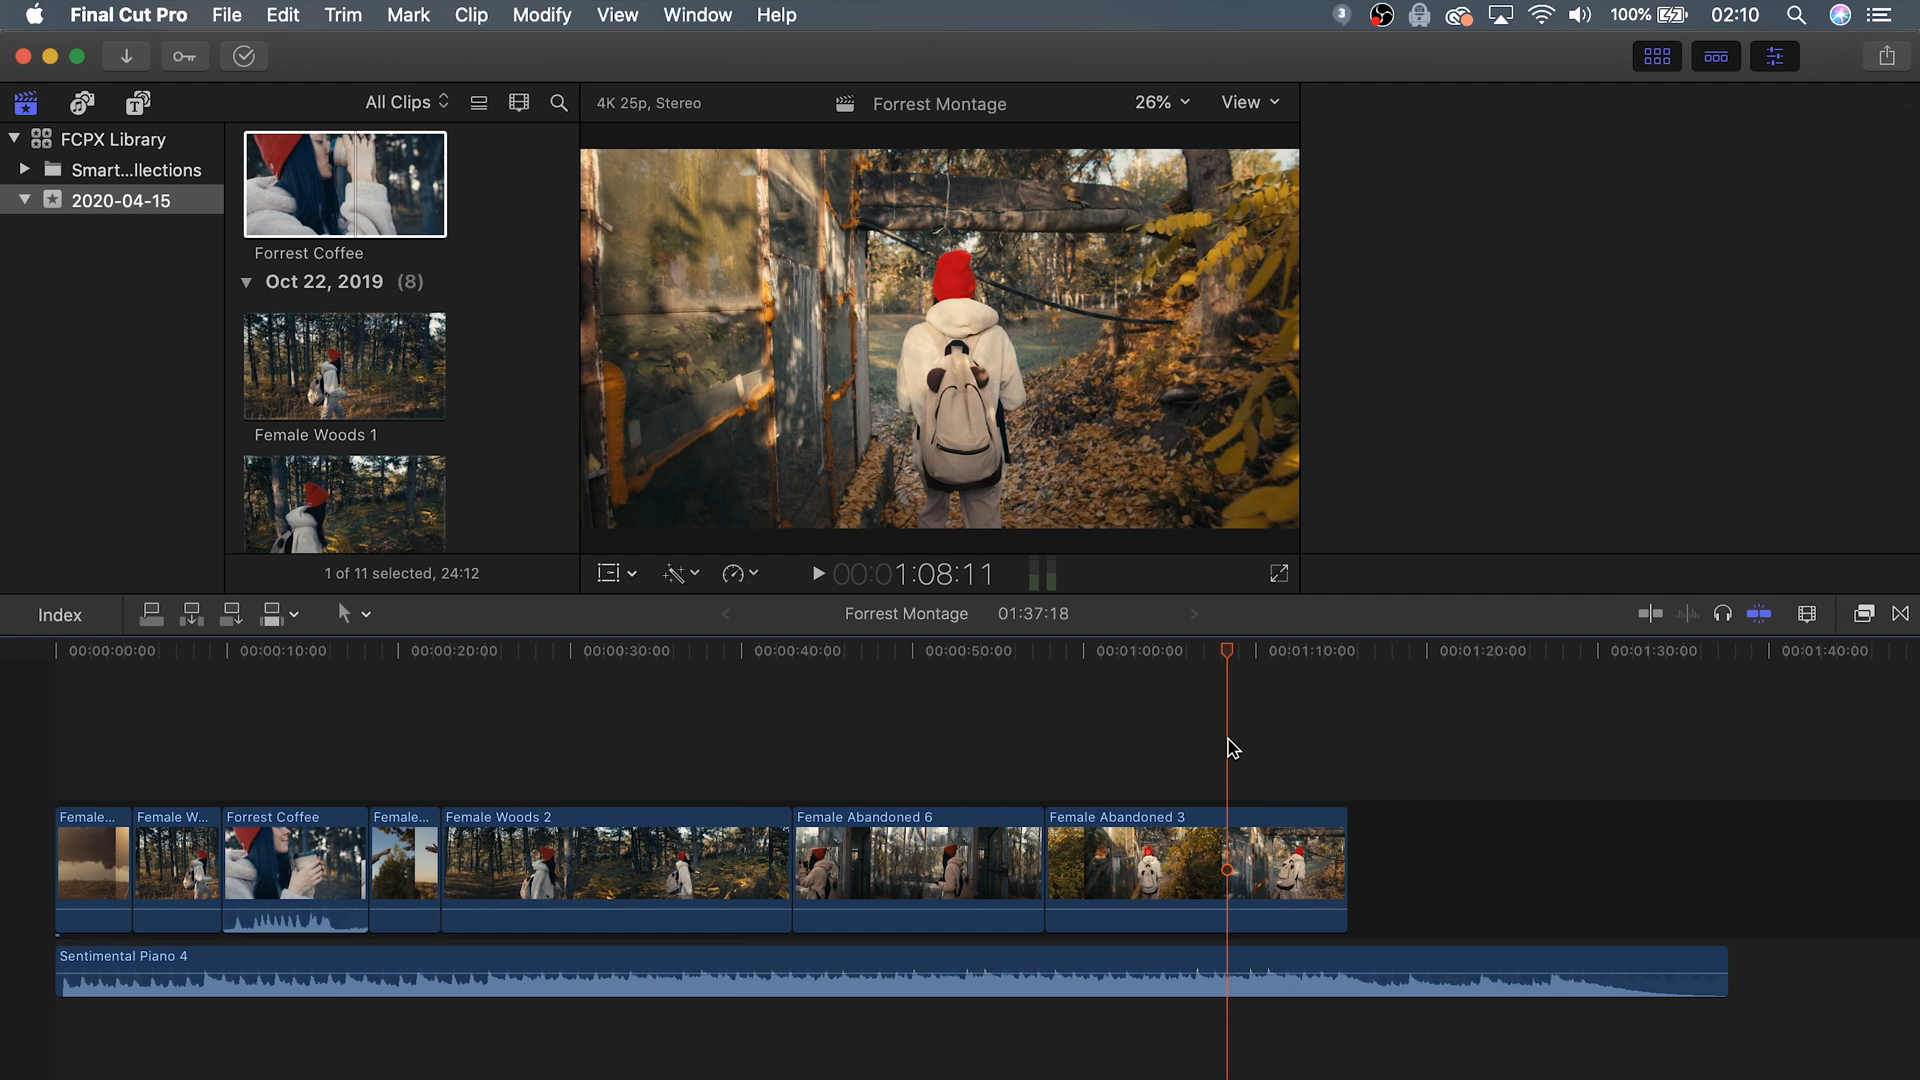 Final Cut Pro File Edit Trim Mark Clip Modify View Window Help 3 100% 02:10
All Clips 4K 25p, Stereo Forrest Montage 26% View
FCPX Library
Smart...llections
2020-04-15
Forrest Coffee
Oct 22, 2019 (8)
Female Woods 1
1 of 11 selected, 24:12
00:01:08:11
Index Forrest Montage 01:37:18
00:00:00:00 00:00:10:00 00:00:20:00 00:00:30:00 00:00:40:00 00:00:50:00 00:01:00:00 00:01:10:00 00:01:20:00 00:01:30:00 00:01:40:00
Female... Female W... Forrest Coffee Female... Female Woods 2 Female Abandoned 6 Female Abandoned 3
Sentimental Piano 4